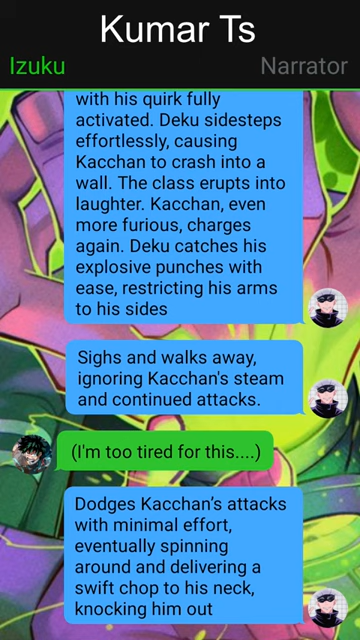 Kumar Ts
Izuku
Narrator
with his quirk fully
activated. Deku sidesteps
effortlessly, causing
Kacchan to crash into a
wall. The class erupts into
laughter. Kacchan, even
more furious, charges
again. Deku catches his
explosive punches with
ease, restricting his arms
to his sides
Sighs and walks away,
ignoring Kacchan's steam
and continued attacks.
(I'm too tired for this....)
Dodges Kacchan’s attacks
with minimal effort,
eventually spinning
around and delivering a
swift chop to his neck,
knocking him out